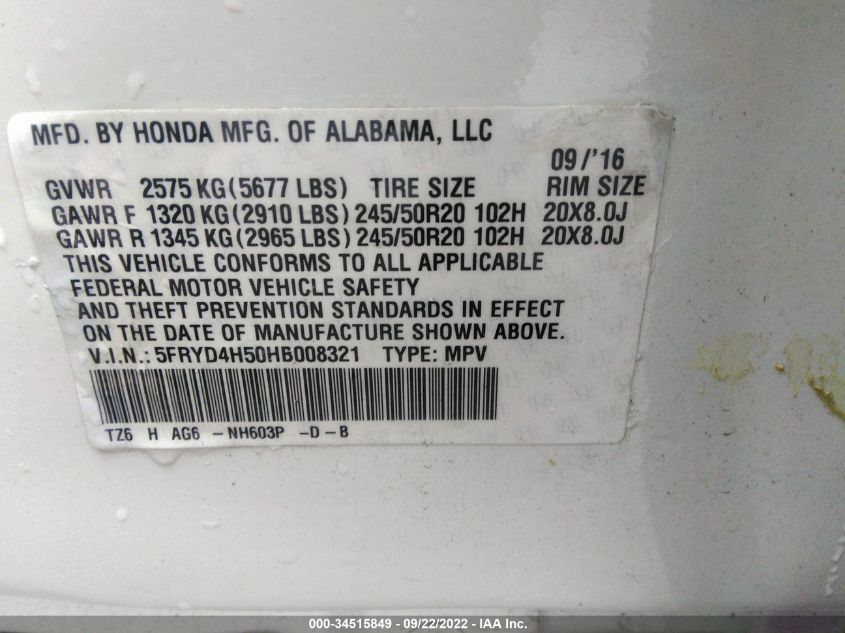 MFD. BY HONDA MFG. OF ALABAMA, LLC
09/'16
GVWR 2575 KG (5677 LBS) TIRE SIZE RIM SIZE
GAWR F 1320 KG (2910 LBS) 245/50R20 102H 20X8.0J
GAWR R 1345 KG (2965 LBS) 245/50R20 102H 20X8.0J
THIS VEHICLE CONFORMS TO ALL APPLICABLE
FEDERAL MOTOR VEHICLE SAFETY
AND THEFT PREVENTION STANDARDS IN EFFECT
ON THE DATE OF MANUFACTURE SHOWN ABOVE.
V.I.N.: 5FRYD4H50HB008321 TYPE: MPV
TZ6 H AG6 -NH603P -D-B
000-34515849 - 09/22/2022 - IAA Inc.